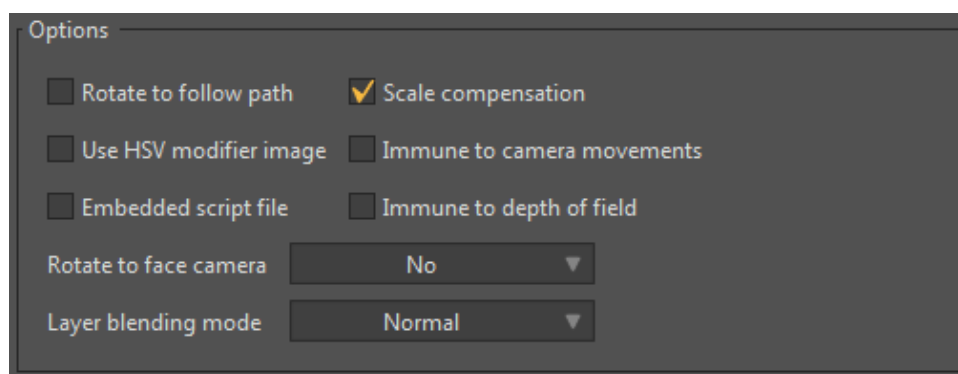 Options
Rotate to follow path Scale compensation
Use HSV modifier image Immune to camera movements
Embedded script file Immune to depth of field
Rotate to face camera No
Layer blending mode Normal